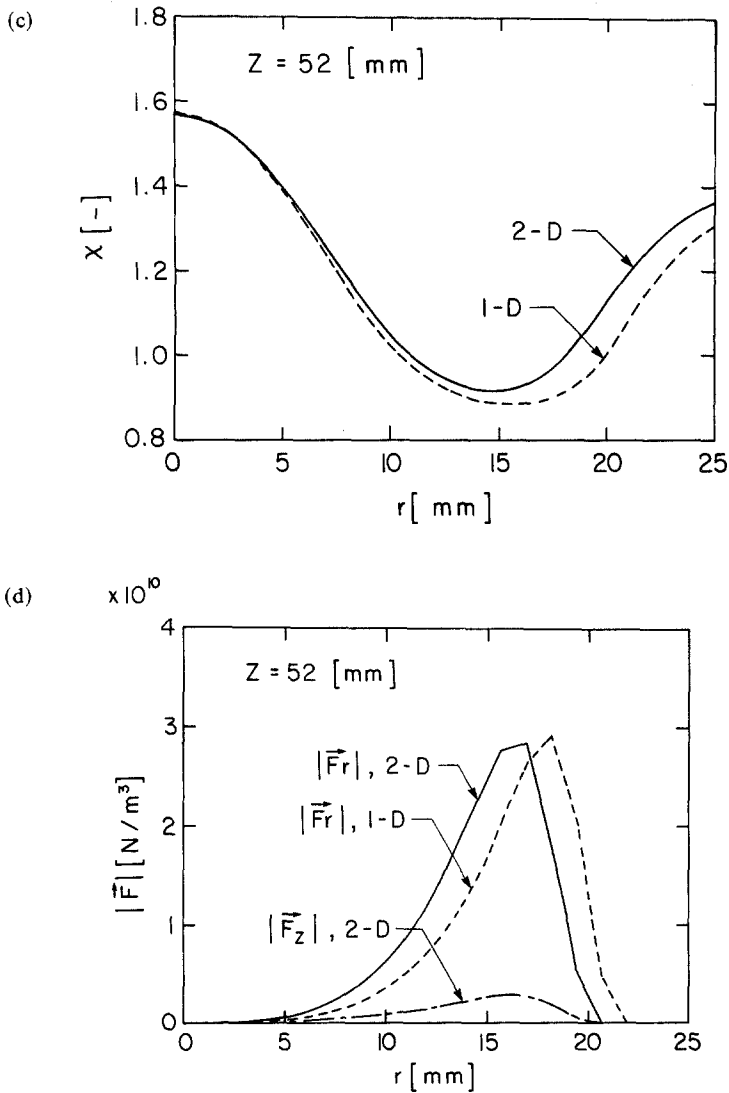 (c)
1.8
1.6
1.4
1.2
1.0
0.8
χ [-]
Z = 52 [mm]
2-D
1-D
0 5 10 15 20 25
r [mm]
(d)
x10¹⁰
4
3
2
1
0
|F⃗| [N/m³]
Z = 52 [mm]
|F⃗r|, 2-D
|F⃗r|, 1-D
|F⃗z|, 2-D
0 5 10 15 20 25
r [mm]